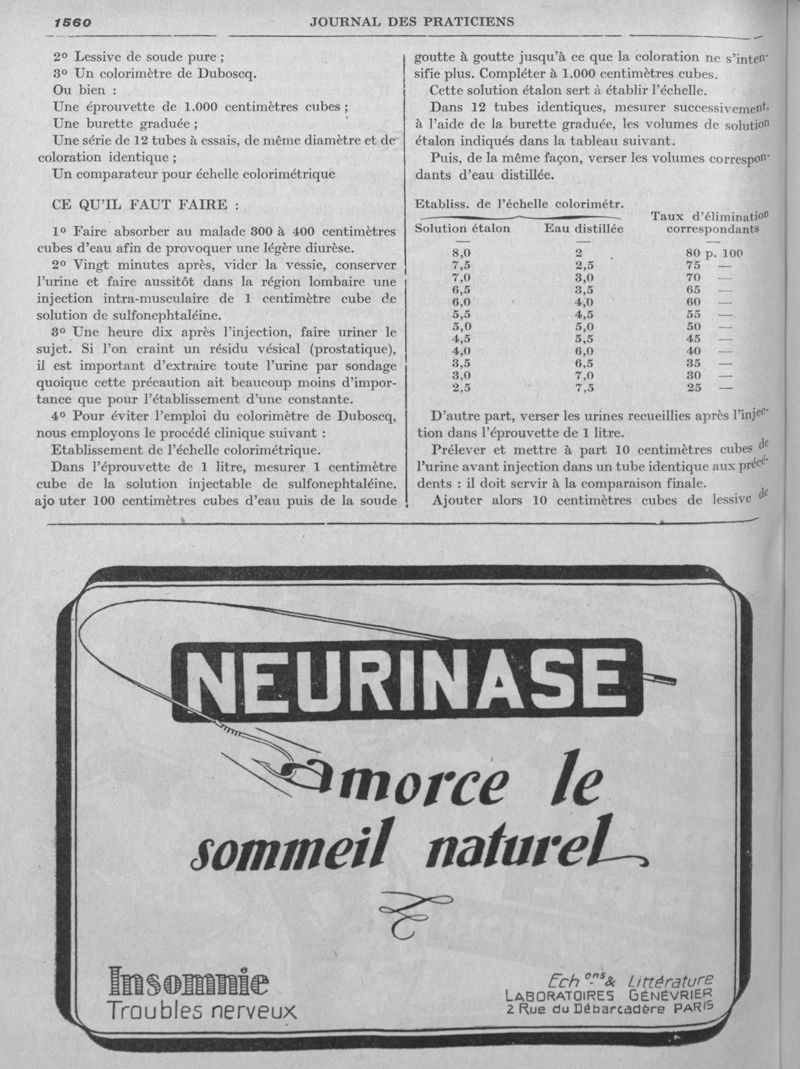 1560
JOURNAL DES PRATICIENS
2° Lessive de soude pure ;
3° Un colorimètre de Duboscq.
Ou bien :
Une éprouvette de 1.000 centimètres cubes ;
Une burette graduée ;
Une série de 12 tubes à essais, de même diamètre et de
coloration identique ;
Un comparateur pour échelle colorimétrique
CE QU'IL FAUT FAIRE :
1° Faire absorber au malade 300 à 400 centimètres
cubes d'eau afin de provoquer une légère diurèse.
2° Vingt minutes après, vider la vessie, conserver
l'urine et faire aussitôt dans la région lombaire une
injection intra-musculaire de 1 centimètre cube de
solution de sulfonephtaléine.
3° Une heure dix après l'injection, faire uriner le
sujet. Si l'on craint un résidu vésical (prostatique),
il est important d'extraire toute l'urine par sondage
quoique cette précaution ait beaucoup moins d'impor-
tance que pour l'établissement d'une constante.
4° Pour éviter l'emploi du colorimètre de Duboscq,
nous employons le procédé clinique suivant :
Etablissement de l'échelle colorimétrique.
Dans l'éprouvette de 1 litre, mesurer 1 centimètre
cube de la solution injectable de sulfonephtaléine.
ajo uter 100 centimètres cubes d'eau puis de la soude
goutte à goutte jusqu'à ce que la coloration ne s'inten-
sifie plus. Compléter à 1.000 centimètres cubes.
Cette solution étalon sert à établir l'échelle.
Dans 12 tubes identiques, mesurer successivement,
à l'aide de la burette graduée, les volumes de solution
étalon indiqués dans la table suivant.
Puis, de la même façon, verser les volumes correspon-
dants d'eau distillée.
Etabliss. de l'échelle colorimétr.
Taux d'élimination
Solution étalon Eau distillée correspondants
— — —
8,0 2 80 p. 100
7,5 2,5 75 —
7,0 3,0 70 —
6,5 3,5 65 —
6,0 4,0 60 —
5,5 4,5 55 —
5,0 5,0 50 —
4,5 5,5 45 —
4,0 6,0 40 —
3,5 6,5 35 —
3,0 7,0 30 —
2,5 7,5 25 —
D'autre part, verser les urines recueillies après l'injec-
tion dans l'éprouvette de 1 litre.
Prélever et mettre à part 10 centimètres cubes de
l'urine avant injection dans un tube identique aux précé-
dents : il doit servir à la comparaison finale.
Ajouter alors 10 centimètres cubes de lessive de
NEURINASE
amorce le
sommeil naturel
Insomnie
Troubles nerveux
Echons & Littérature
LABORATOIRES GÉNÉVRIER
2 Rue du Débarcadère PARIS